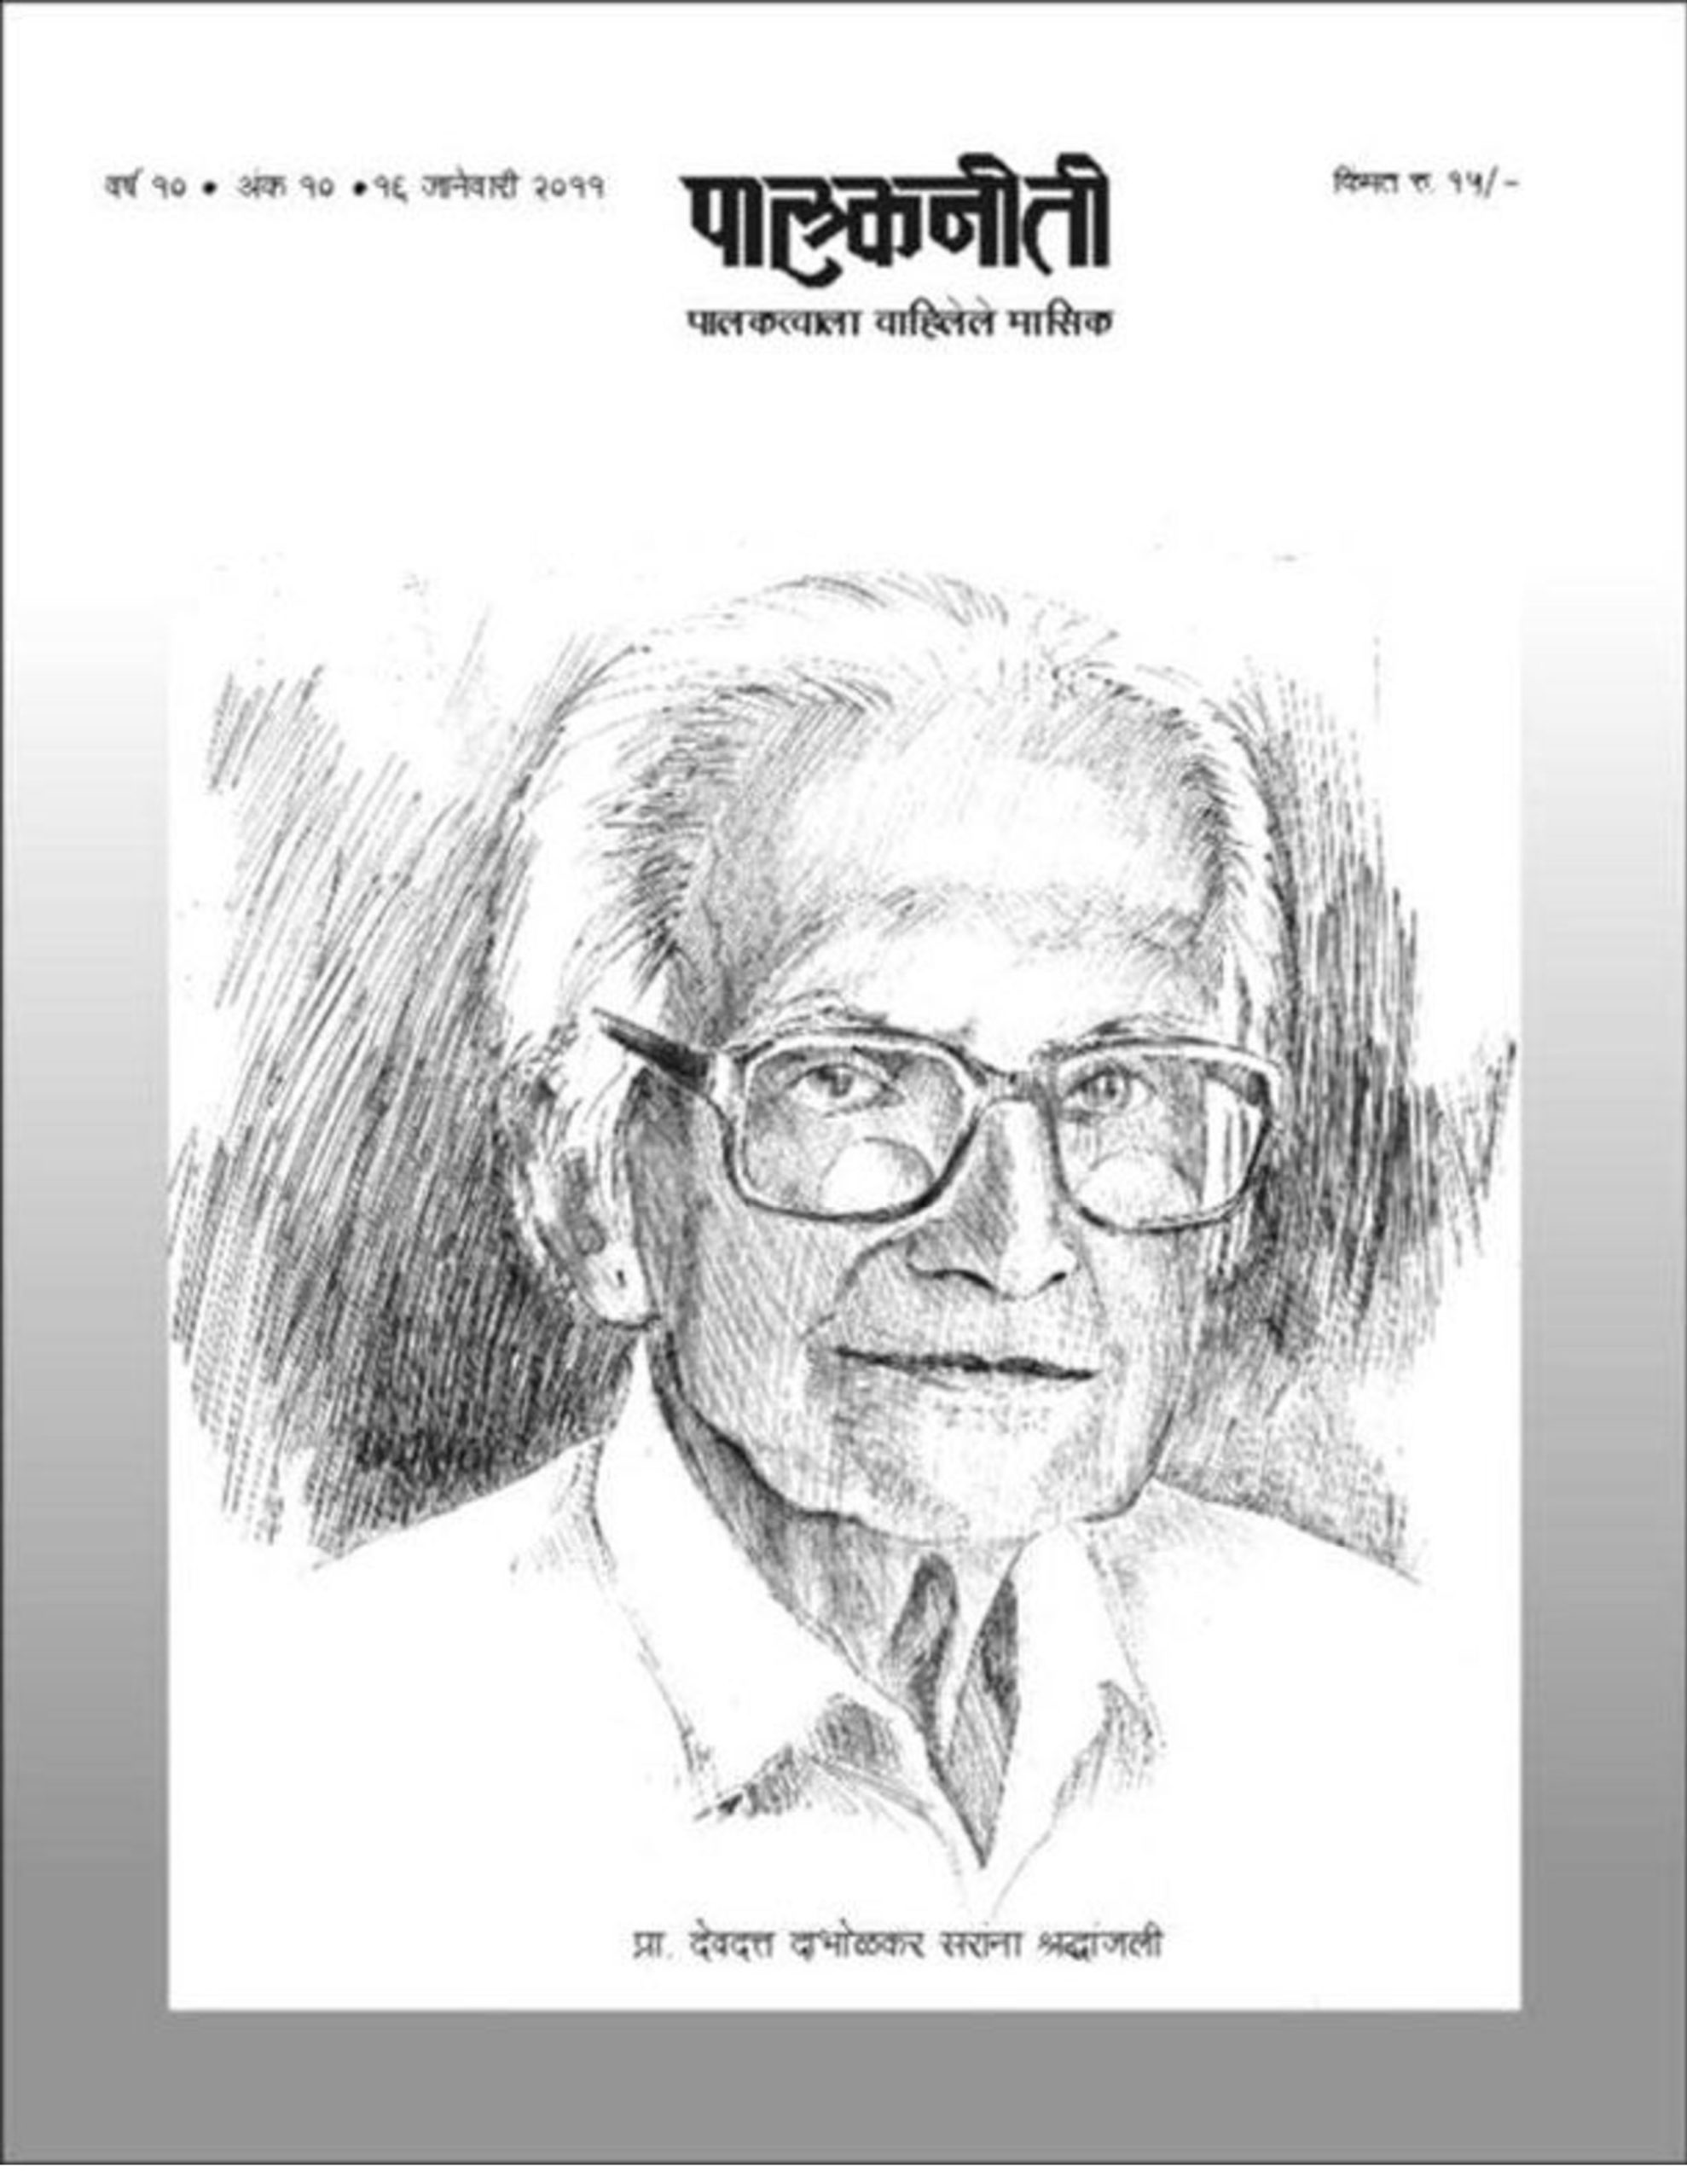 वर्ष १० • अंक १० • १६ जानेवारी २०११
किंमत रु. १५/-
पालकनीती
पालकत्वाला वाहिलेले मासिक
प्रा. देवदत्त दाभोळकर सरांना श्रद्धांजली